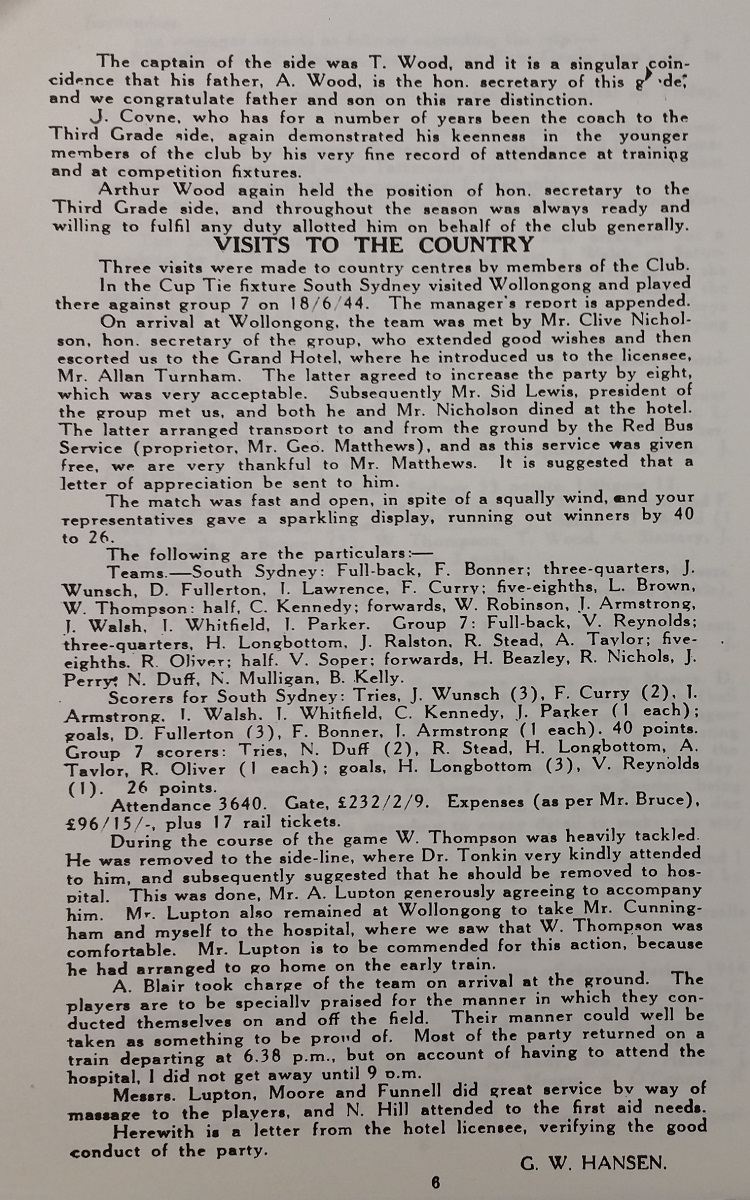 The captain of the side was T. Wood, and it is a singular coin-
cidence that his father, A. Wood, is the hon. secretary of this
and we congratulate father and son on this rare distinction.
J. Coyne, who has for a number of years been the coach to the
Third Grade side, again demonstrated his keenness in the younger
members of the club by his very fine record of attendance at training
and at competition fixtures.
Arthur Wood again held the position of hon. secretary to the
Third Grade side, and throughout the season was always ready and
willing to fulfil any duty allotted him on behalf of the club generally.
VISITS TO THE COUNTRY
Three visits were made to country centres by members of the Club.
In the Cup Tie fixture South Sydney visited Wollongong and played
there against group 7 on 18/6/44. The manager's report is appended.
On arrival at Wollongong, the team was met by Mr. Clive Nichol-
son, hon. secretary of the group, who extended good wishes and then
escorted us to the Grand Hotel, where he introduced us to the licensee,
Mr. Allan Turnham. The latter agreed to increase the party by eight,
which was very acceptable. Subsequently Mr. Sid Lewis, president of
the group met us, and both he and Mr. Nicholson dined at the hotel.
The latter arranged transport to and from the ground by the Red Bus
Service (proprietor, Mr. Geo. Matthews), and as this service was given
free, we are very thankful to Mr. Matthews. It is suggested that a
letter of appreciation be sent to him.
The match was fast and open, in spite of a squally wind, and your
representatives gave a sparkling display, running out winners by 40
to 26.
The following are the particulars:—
Teams.—South Sydney: Full-back, F. Bonner; three-quarters, J.
Wunsch, D. Fullerton, J. Lawrence, F. Curry; five-eighths, L. Brown,
W. Thompson: half, C. Kennedy; forwards, W. Robinson, J. Armstrong,
J. Walsh, J. Whitfield, J. Parker. Group 7: Full-back, V. Reynolds;
three-quarters, H. Longbottom, J. Ralston, R. Stead, A. Taylor; five-
eighths. R. Oliver; half. V. Soper; forwards, H. Beazley, R. Nichols, J.
Perry; N. Duff, N. Mulligan, B. Kelly.
Scorers for South Sydney: Tries, J. Wunsch (3), F. Curry (2), J.
Armstrong, J. Walsh. J. Whitfield, C. Kennedy, J. Parker (1 each);
goals, D. Fullerton (3), F. Bonner, J. Armstrong (1 each). 40 points.
Group 7 scorers: Tries, N. Duff (2), R. Stead, H. Longbottom, A.
Taylor, R. Oliver (1 each); goals, H. Longbottom (3), V. Reynolds
(1). 26 points.
Attendance 3640. Gate, £232/2/9. Expenses (as per Mr. Bruce),
£96/15/-, plus 17 rail tickets.
During the course of the game W. Thompson was heavily tackled.
He was removed to the side-line, where Dr. Tonkin very kindly attended
to him, and subsequently suggested that he should be removed to hos-
pital. This was done, Mr. A. Lupton generously agreeing to accompany
him. Mr. Lupton also remained at Wollongong to take Mr. Cunning-
ham and myself to the hospital, where we saw that W. Thompson was
comfortable. Mr. Lupton is to be commended for this action, because
he had arranged to go home on the early train.
A. Blair took charge of the team on arrival at the ground. The
players are to be specially praised for the manner in which they con-
ducted themselves on and off the field. Their manner could well be
taken as something to be proud of. Most of the party returned on a
train departing at 6.38 p.m., but on account of having to attend the
hospital, I did not get away until 9 p.m.
Messrs. Lupton, Moore and Funnell did great service by way of
massage to the players, and N. Hill attended to the first aid needs.
Herewith is a letter from the hotel licensee, verifying the good
conduct of the party.
G. W. HANSEN.
6